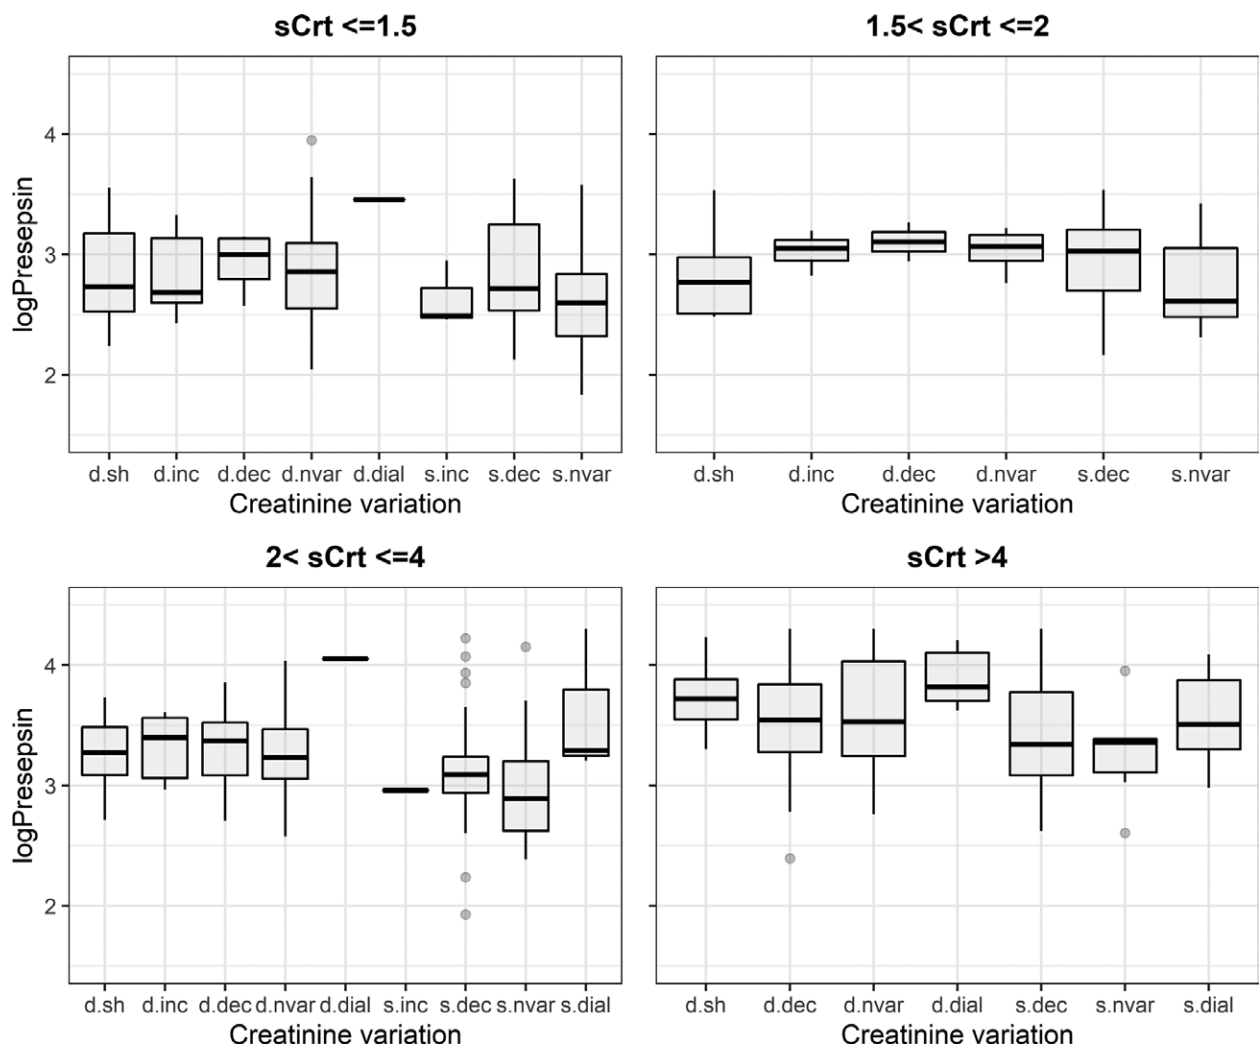 sCrt <=1.5
1.5< sCrt <=2
logPresepsin
4
3
2
d.sh d.inc d.dec d.nvar d.dial s.inc s.dec s.nvar
d.sh d.inc d.dec d.nvar s.dec s.nvar
Creatinine variation
Creatinine variation
2< sCrt <=4
sCrt >4
logPresepsin
4
3
2
d.sh d.inc d.dec d.nvar d.dial s.inc s.dec s.nvar s.dial
d.sh d.dec d.nvar d.dial s.dec s.nvar s.dial
Creatinine variation
Creatinine variation